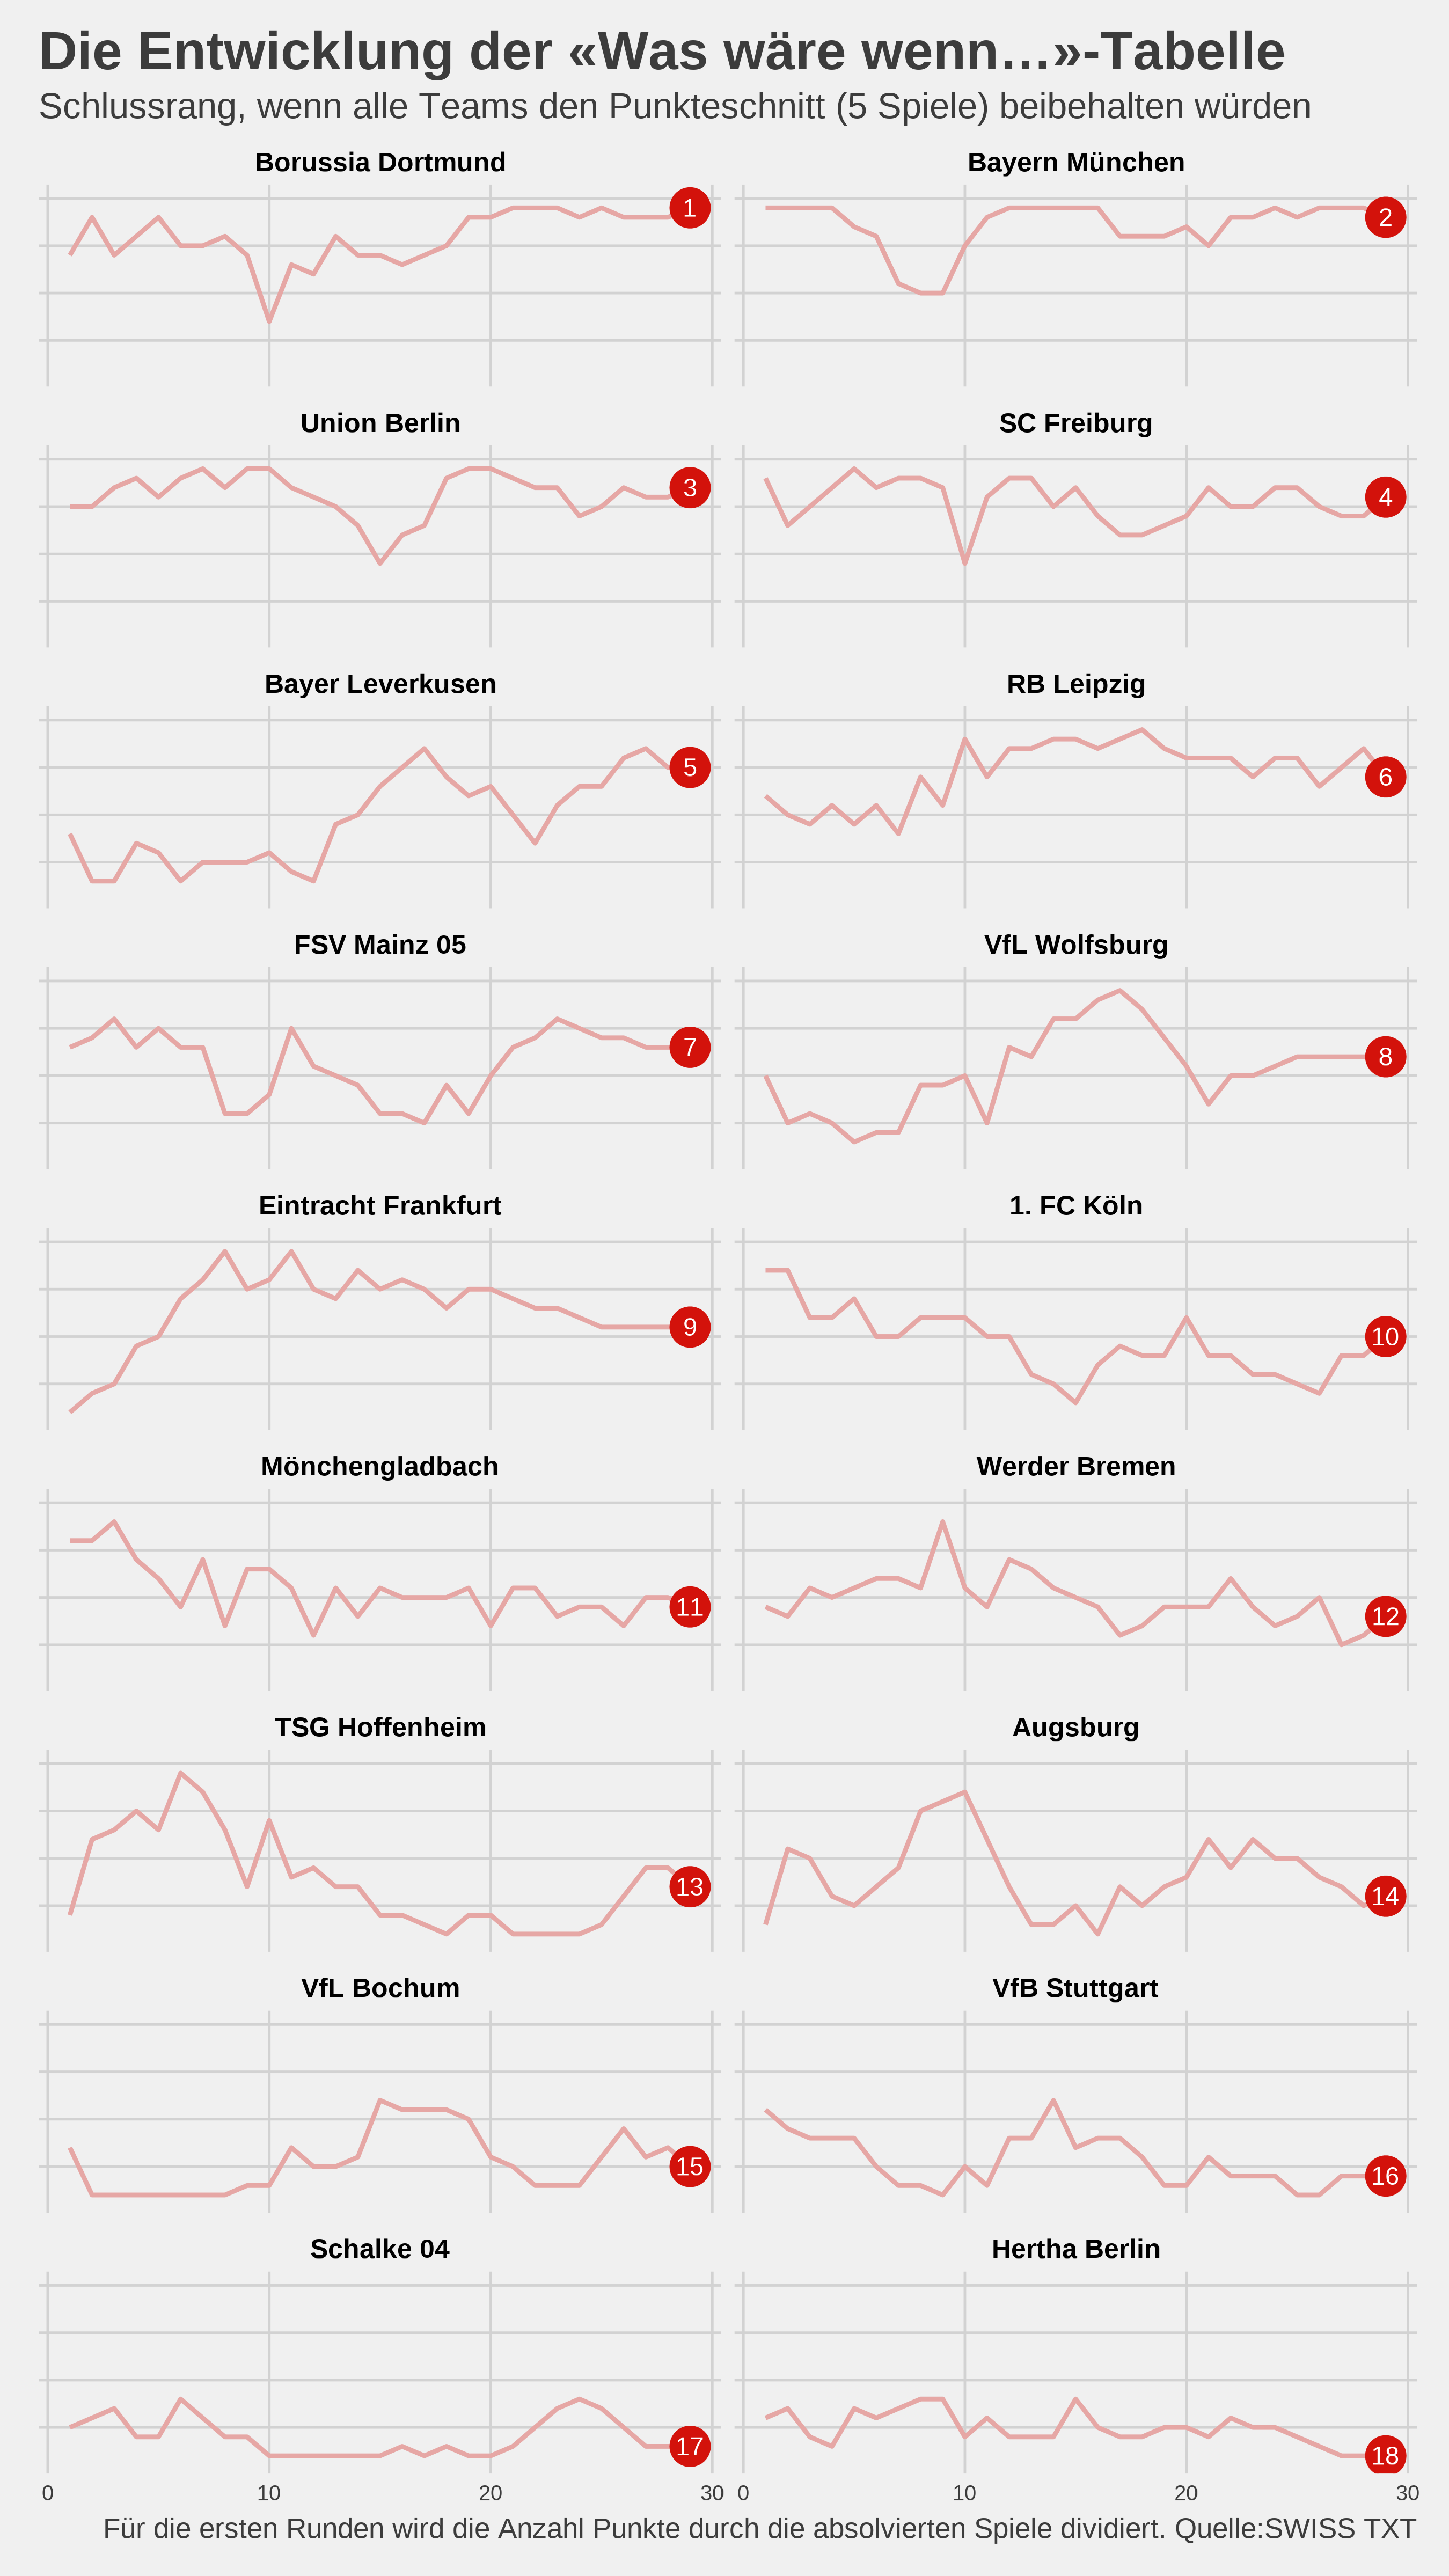 Die Entwicklung der «Was wäre wenn…»-Tabelle
Schlussrang, wenn alle Teams den Punkteschnitt (5 Spiele) beibehalten würden
Borussia Dortmund
Bayern München
1
2
Union Berlin
SC Freiburg
3
4
Bayer Leverkusen
RB Leipzig
5
6
FSV Mainz 05
VfL Wolfsburg
7
8
Eintracht Frankfurt
1. FC Köln
9
10
Mönchengladbach
Werder Bremen
11
12
TSG Hoffenheim
Augsburg
13
14
VfL Bochum
VfB Stuttgart
15
16
Schalke 04
Hertha Berlin
17
18
0 10 20 30 0 10 20 30
Für die ersten Runden wird die Anzahl Punkte durch die absolvierten Spiele dividiert. Quelle:SWISS TXT